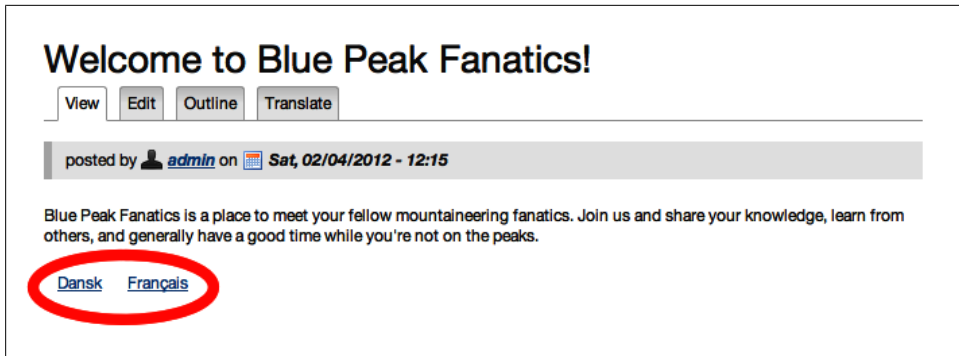 Welcome to Blue Peak Fanatics!
View Edit Outline Translate
posted by admin on Sat, 02/04/2012 - 12:15
Blue Peak Fanatics is a place to meet your fellow mountaineering fanatics. Join us and share your knowledge, learn from
others, and generally have a good time while you're not on the peaks.
Dansk Français